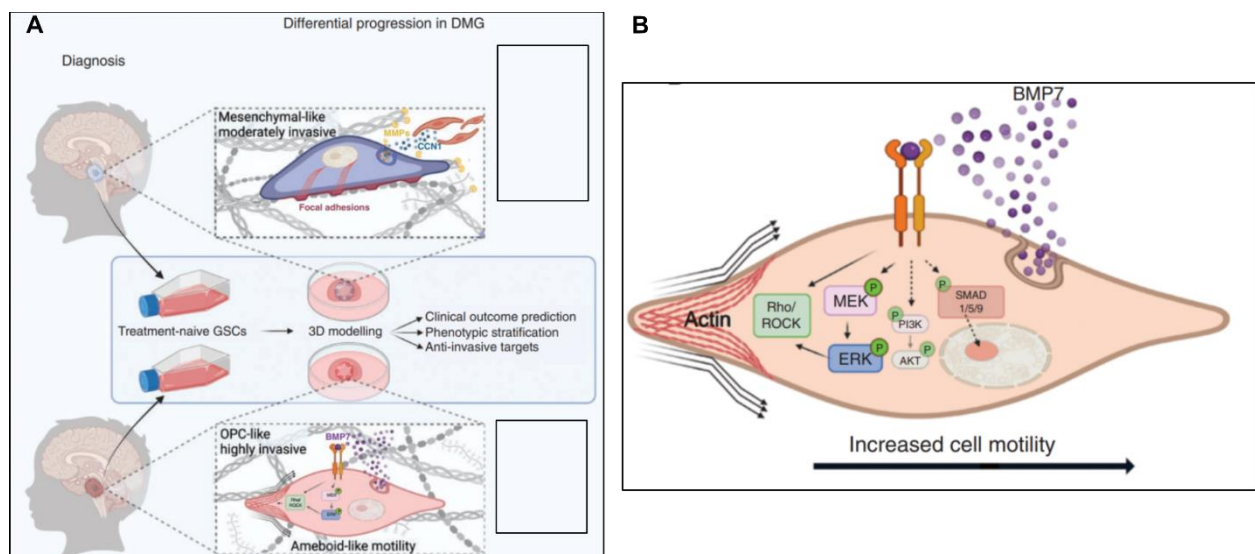 A
Differential progression in DMG
Diagnosis
Mesenchymal-like
moderately invasive
MMPs
CCN1
Focal adhesions
Treatment-naive GSCs
3D modelling
Clinical outcome prediction
Phenotypic stratification
Anti-invasive targets
OPC-like
highly invasive
BMP7
Rho/
ROCK
MEK
P
ERK
P
Ameboid-like motility
B
BMP7
Actin
Rho/
ROCK
MEK
P
ERK
P
P
PI3K
AKT
P
P
SMAD
1/5/9
Increased cell motility